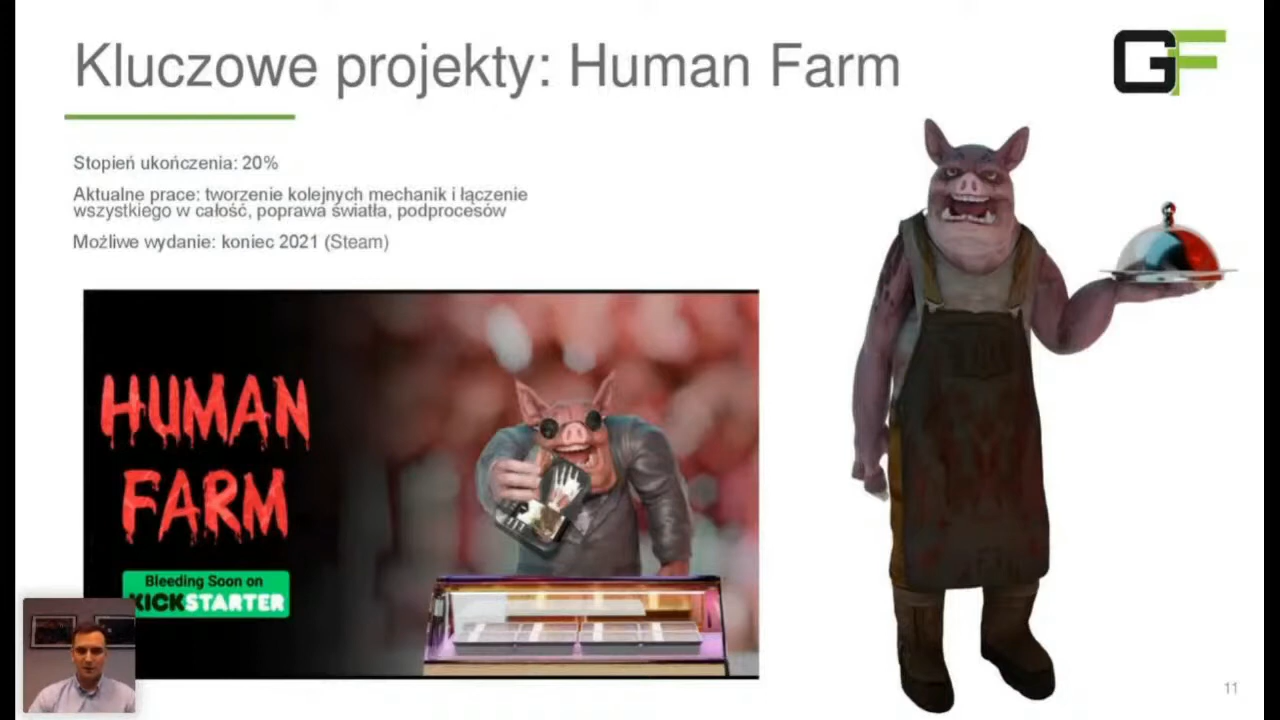 Kluczowe projekty: Human Farm
GF
Stopień ukończenia: 20%
Aktualne prace: tworzenie kolejnych mechanik i łączenie
wszystkiego w całość, poprawa światła, podprocesów
Możliwe wydanie: koniec 2021 (Steam)
HUMAN
FARM
Bleeding Soon on
KICKSTARTER
11